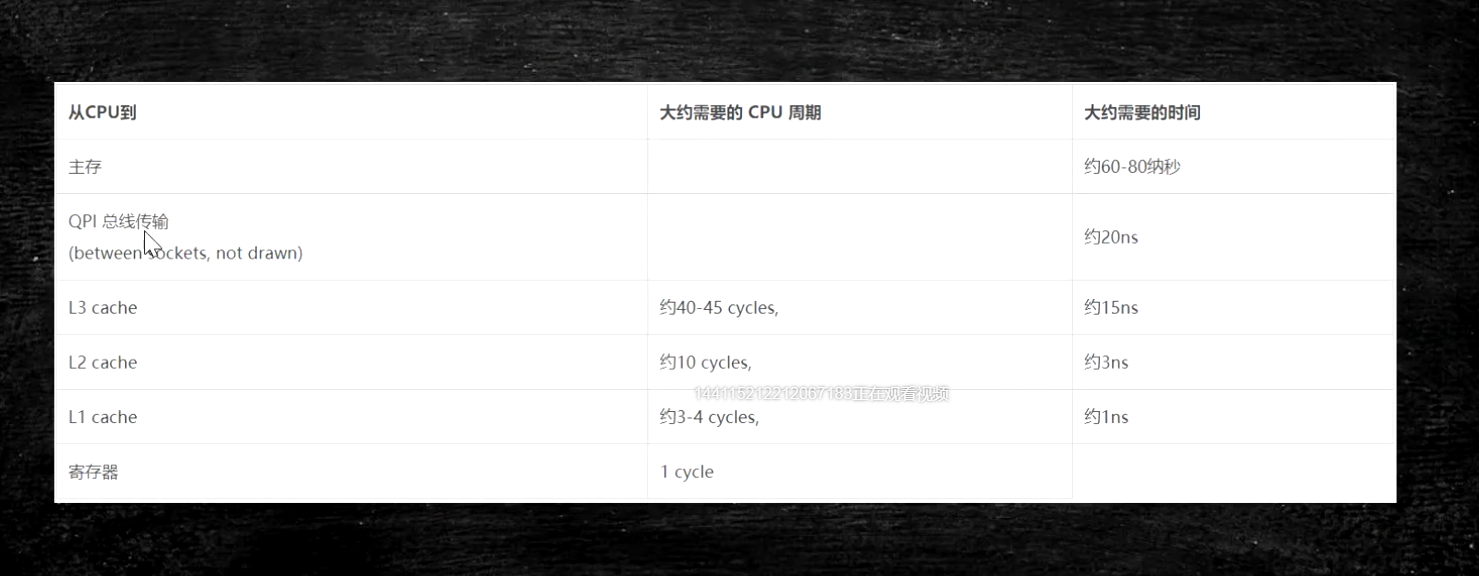 从CPU到 大约需要的 CPU 周期 大约需要的时间
主存 约60-80纳秒
QPI 总线传输
(between sockets, not drawn) 约20ns
L3 cache 约40-45 cycles, 约15ns
L2 cache 约10 cycles, 约3ns
144115212212067183正在观看视频
L1 cache 约3-4 cycles, 约1ns
寄存器 1 cycle